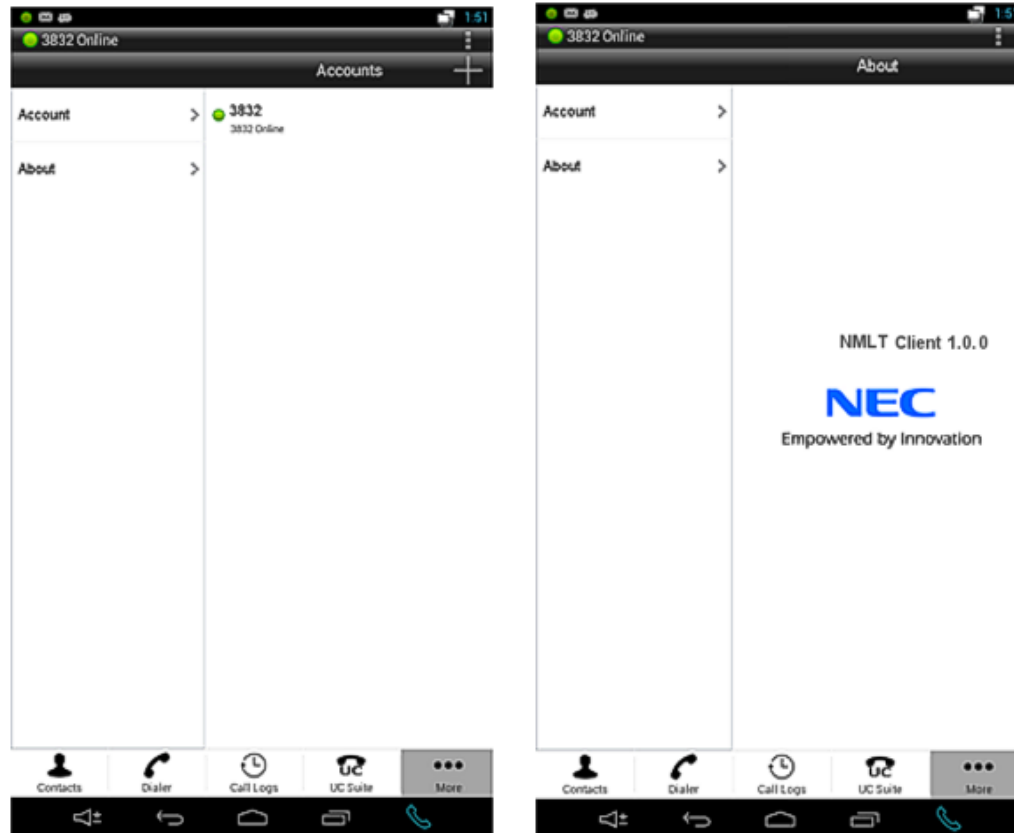 1:51
3832 Online
Accounts
Account
3832
3832 Online
About
Contacts
Dialer
Call Logs
UC Suite
More
1:5
3832 Online
About
Account
About
NMLT Client 1.0.0
NEC
Empowered by Innovation
Contacts
Dialer
Call Logs
UC Suite
More